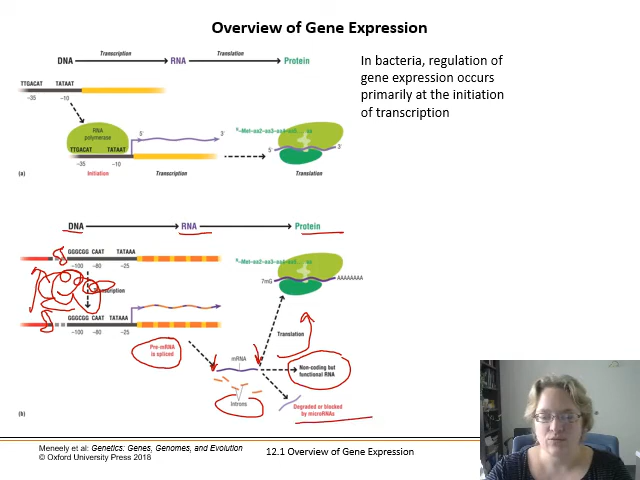 Overview of Gene Expression
DNA Transcription RNA Translation Protein
In bacteria, regulation of
gene expression occurs
primarily at the initiation
of transcription
TTGACAT TATAAT
-35 -10
RNA
polymerase
5' 3'
TTGACAT TATAAT
-35 -10
5' 3'
(a) Initiation Transcription Translation
DNA RNA Protein
GGGCGG CAAT TATAAA
-100 -80 -25
7mG AAAAAAAA
GGGCGG CAAT TATAAA
-100 -80 -25
Translation
Pre-mRNA
is spliced
mRNA
Non-coding but
functional RNA
Introns
Degraded or blocked
by microRNAs
(b)
Meneely et al: Genetics: Genes, Genomes, and Evolution
© Oxford University Press 2018
12.1 Overview of Gene Expression